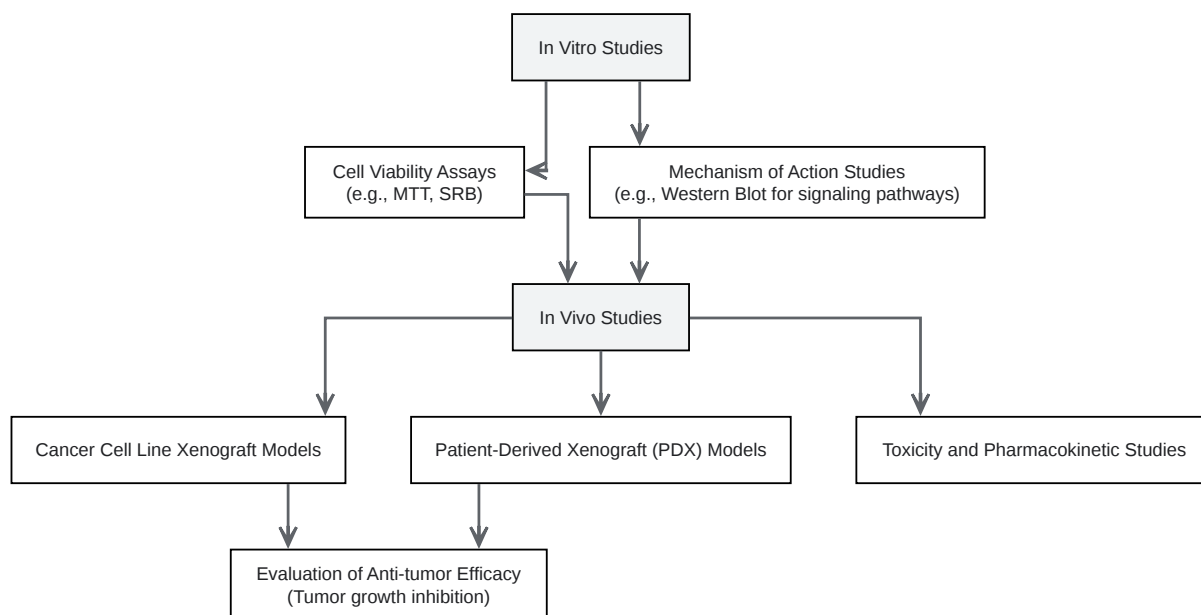 In Vitro Studies
Cell Viability Assays
(e.g., MTT, SRB)
Mechanism of Action Studies
(e.g., Western Blot for signaling pathways)
In Vivo Studies
Cancer Cell Line Xenograft Models
Patient-Derived Xenograft (PDX) Models
Toxicity and Pharmacokinetic Studies
Evaluation of Anti-tumor Efficacy
(Tumor growth inhibition)